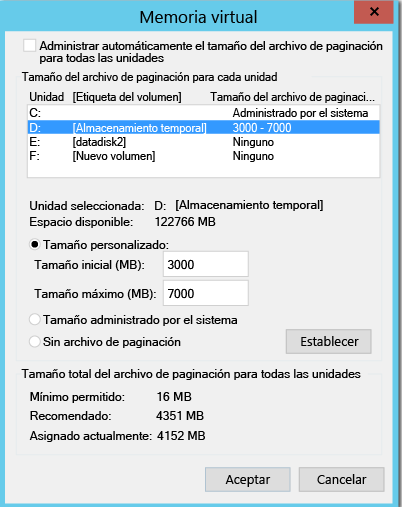 Memoria virtual
Administrar automáticamente el tamaño del archivo de paginación
para todas las unidades
Tamaño del archivo de paginación para cada unidad
Unidad [Etiqueta del volumen] Tamaño del archivo de paginaci...
C: Administrado por el sistema
D: [Almacenamiento temporal] 3000 - 7000
E: [datadisk2] Ninguno
F: [Nuevo volumen] Ninguno
Unidad seleccionada: D: [Almacenamiento temporal]
Espacio disponible: 122766 MB
Tamaño personalizado:
Tamaño inicial (MB): 3000
Tamaño máximo (MB): 7000
Tamaño administrado por el sistema
Sin archivo de paginación
Establecer
Tamaño total del archivo de paginación para todas las unidades
Mínimo permitido: 16 MB
Recomendado: 4351 MB
Asignado actualmente: 4152 MB
Aceptar Cancelar